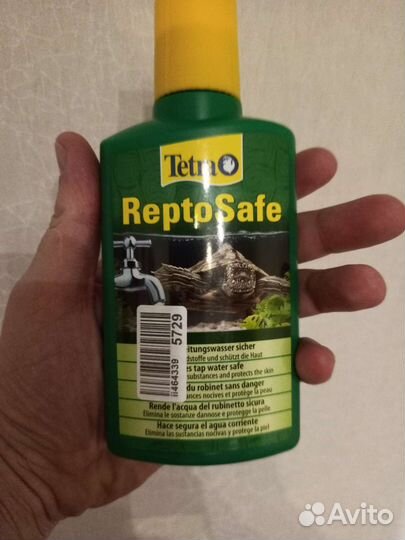 Tetra
ReptoSafe
eitungswasser sicher
dstoffe und schützt die Haut
es tap water safe
substances and protects the skin
du robinet sans danger
ances nocives et protège la peau
Rende l'acqua del rubinetto sicura
Elimina le sostanze dannose e protegge la pelle
Hace segura el agua corriente
Elimina las sustancias nocivas y protege la piel
ii464339
5729
Avito